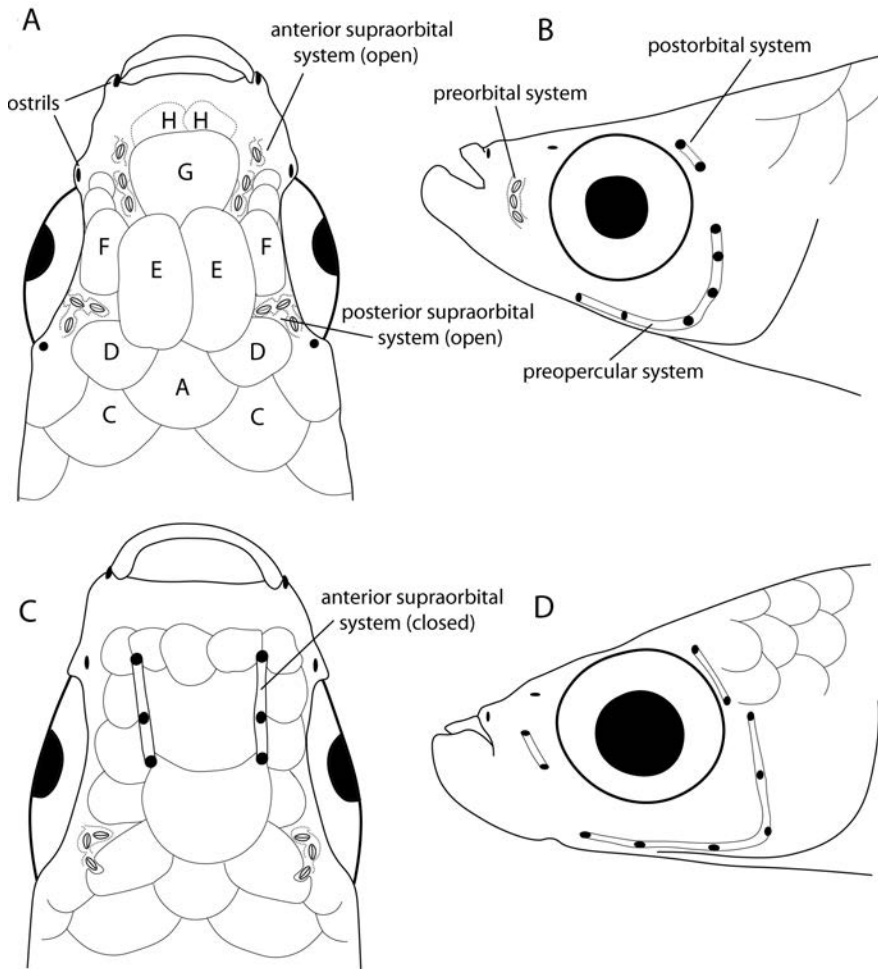 A
anterior supraorbital
system (open)
B
postorbital system
preorbital system
ostrils
H H
G
F
E
E
F
posterior supraorbital
system (open)
D
D
A
C
C
preopercular system
C
anterior supraorbital
system (closed)
D